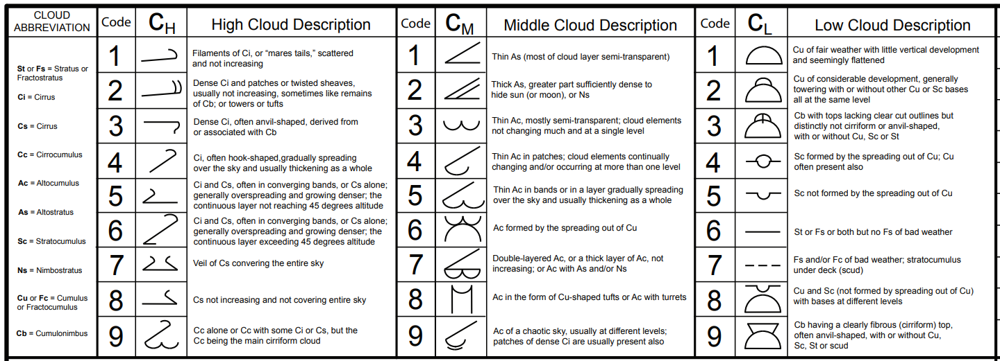 CLOUD
ABBREVIATION
St or Fs = Stratus or
Fractostratus
Ci = Cirrus
Cs = Cirrus
Cc = Cirrocumulus
Ac = Altocumulus
As = Altostratus
Sc = Stratocumulus
Ns = Nimbostratus
Cu or Fc = Cumulus
or Fractocumulus
Cb = Cumulonimbus
Code CH High Cloud Description
1
Filaments of Ci, or “mares tails,” scattered
and not increasing
2
Dense Ci and patches or twisted sheaves,
usually not increasing, sometimes like remains
of Cb; or towers or tufts
3
Dense Ci, often anvil-shaped, derived from
or associated with Cb
4
Ci, often hook-shaped,gradually spreading
over the sky and usually thickening as a whole
5
Ci and Cs, often in converging bands, or Cs alone;
generally overspreading and growing denser; the
continuous layer not reaching 45 degrees altitude
6
Ci and Cs, often in converging bands, or Cs alone;
generally overspreading and growing denser; the
continuous layer exceeding 45 degrees altitude
7
Veil of Cs convering the entire sky
8
Cs not increasing and not covering entire sky
9
Cc alone or Cc with some Ci or Cs, but the
Cc being the main cirriform cloud
Code CM Middle Cloud Description
1
Thin As (most of cloud layer semi-transparent)
2
Thick As, greater part sufficiently dense to
hide sun (or moon), or Ns
3
Thin Ac, mostly semi-transparent; cloud elements
not changing much and at a single level
4
Thin Ac in patches; cloud elements continually
changing and/or occurring at more than one level
5
Thin Ac in bands or in a layer gradually spreading
over the sky and usually thickening as a whole
6
Ac formed by the spreading out of Cu
7
Double-layered Ac, or a thick layer of Ac, not
increasing; or Ac with As and/or Ns
8
Ac in the form of Cu-shaped tufts or Ac with turrets
9
Ac of a chaotic sky, usually at different levels;
patches of dense Ci are usually present also
Code CL Low Cloud Description
1
Cu of fair weather with little vertical development
and seemingly flattened
2
Cu of considerable development, generally
towering with or without other Cu or Sc bases
all at the same level
3
Cb with tops lacking clear cut outlines but
distinctly not cirriform or anvil-shaped,
with or without Cu, Sc or St
4
Sc formed by the spreading out of Cu; Cu
often present also
5
Sc not formed by the spreading out of Cu
6
St or Fs or both but no Fs of bad weather
7
Fs and/or Fc of bad weather; stratocumulus
under deck (scud)
8
Cu and Sc (not formed by spreading out of Cu)
with bases at different levels
9
Cb having a clearly fibrous (cirriform) top,
often anvil-shaped, with or without Cu,
Sc, St or scud